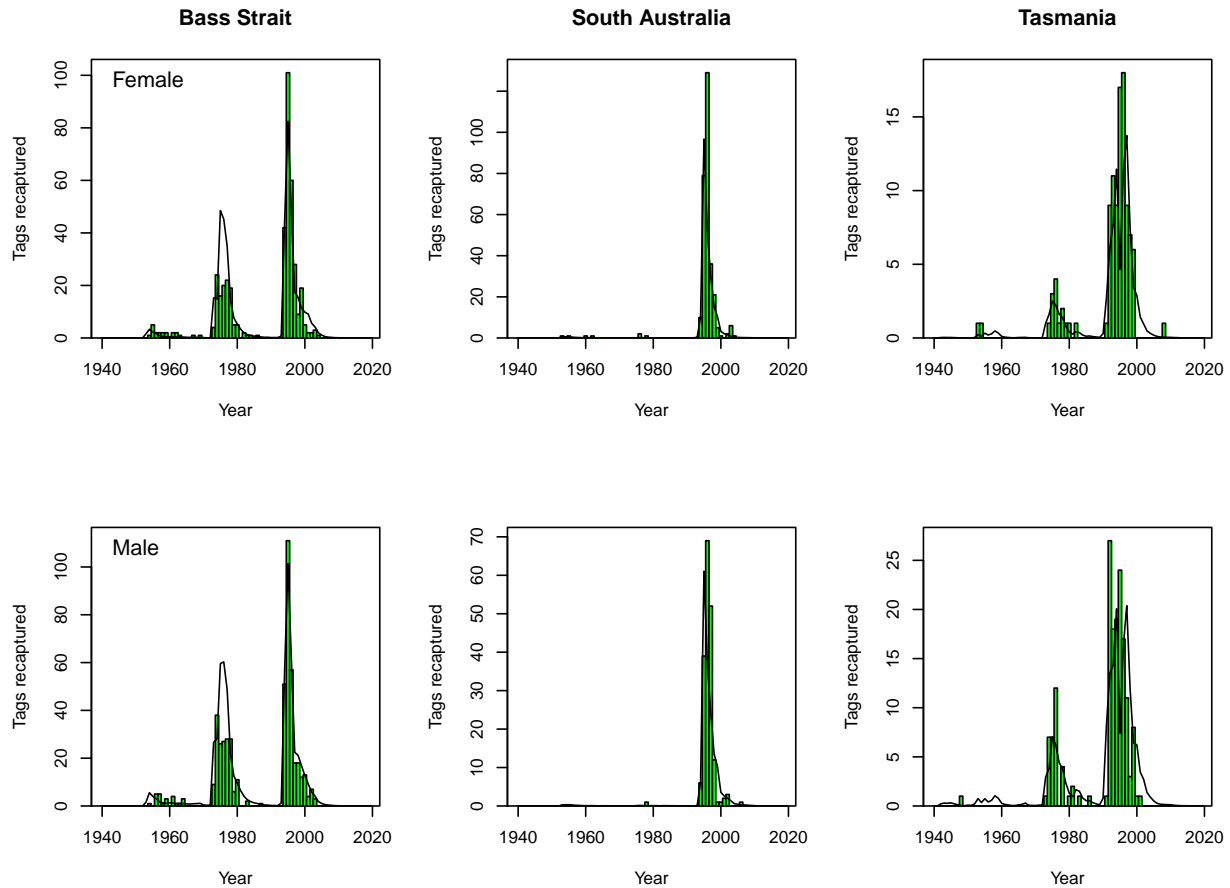 Bass Strait
South Australia
Tasmania
Female
Tags recaptured
0 20 40 60 80 100
1940 1960 1980 2000 2020
Year
Tags recaptured
0 20 40 60 80 100
1940 1960 1980 2000 2020
Year
Tags recaptured
0 5 10 15
1940 1960 1980 2000 2020
Year
Male
Tags recaptured
0 20 40 60 80 100
1940 1960 1980 2000 2020
Year
Tags recaptured
0 10 20 30 40 50 60 70
1940 1960 1980 2000 2020
Year
Tags recaptured
0 5 10 15 20 25
1940 1960 1980 2000 2020
Year